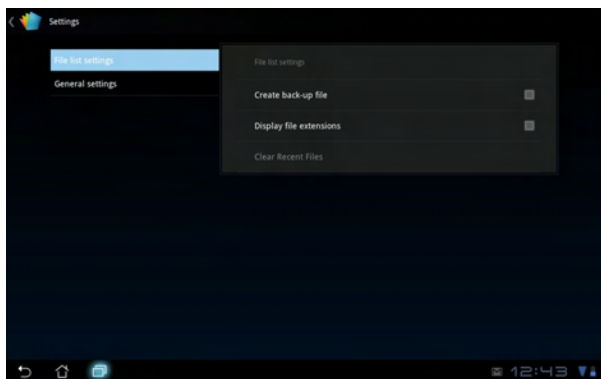 Settings
File list settings
General settings
File list settings
Create back-up file
Display file extensions
Clear Recent Files
12:43